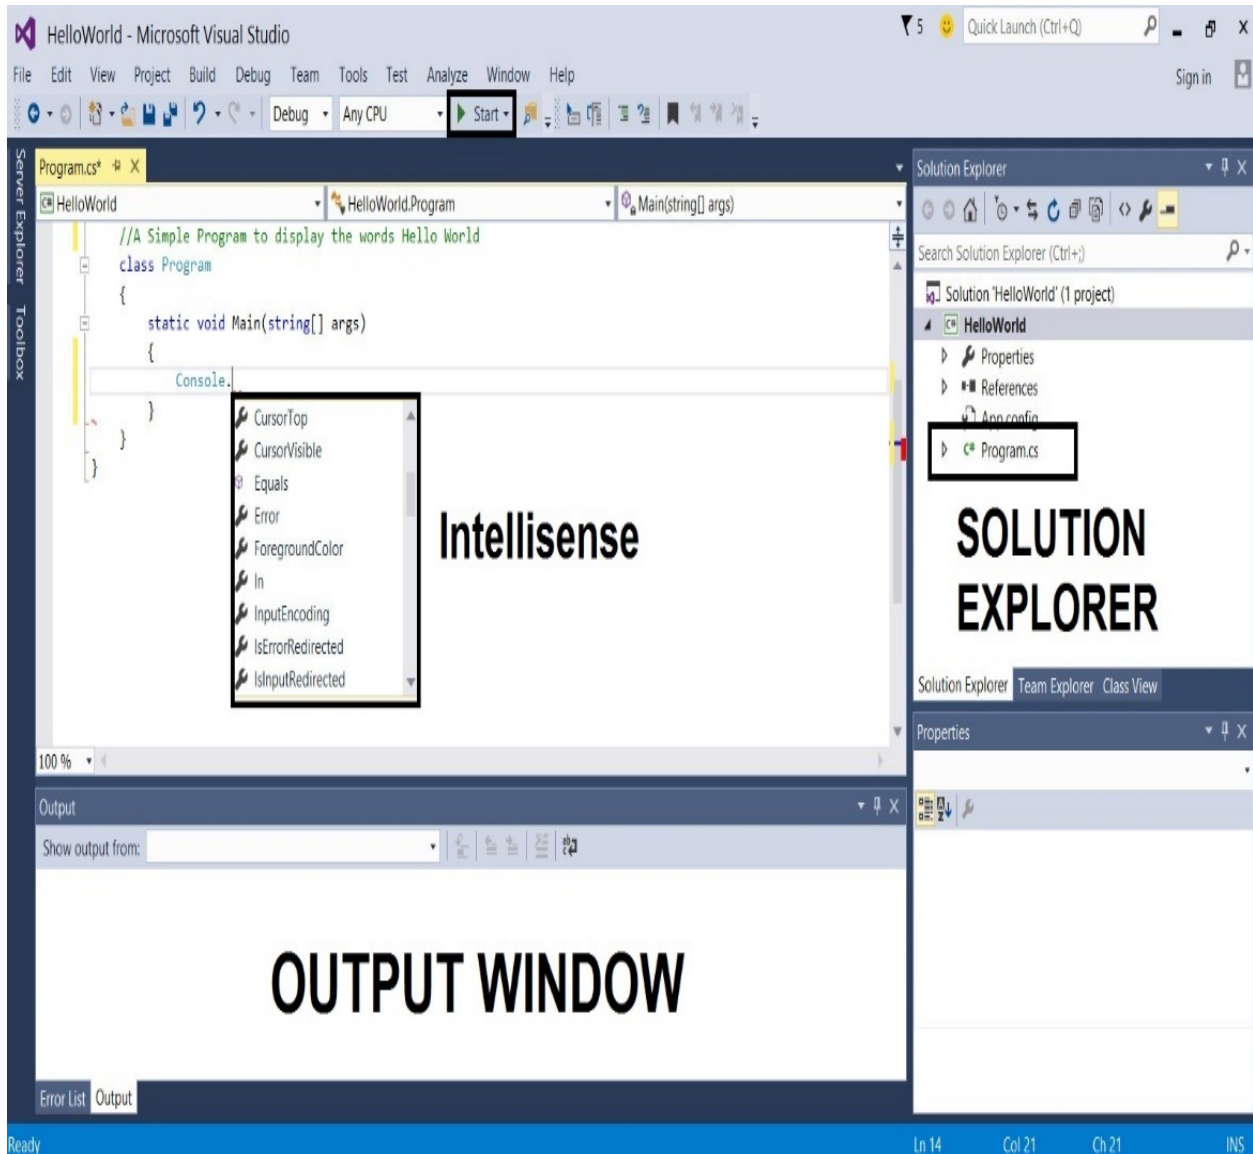 HelloWorld - Microsoft Visual Studio
5
Quick Launch (Ctrl+Q)
File Edit View Project Build Debug Team Tools Test Analyze Window Help
Sign in
Debug Any CPU Start
Server Explorer
Toolbox
Program.cs*
HelloWorld HelloWorld.Program Main(string[] args)
//A Simple Program to display the words Hello World
class Program
{
static void Main(string[] args)
{
Console.
}
}
}
CursorTop
CursorVisible
Equals
Error
ForegroundColor
In
InputEncoding
IsErrorRedirected
IsInputRedirected
Intellisense
100 %
Solution Explorer
Search Solution Explorer (Ctrl+;)
Solution 'HelloWorld' (1 project)
C# HelloWorld
Properties
References
App.config
C# Program.cs
SOLUTION
EXPLORER
Solution Explorer Team Explorer Class View
Properties
Output
Show output from:
OUTPUT WINDOW
Error List Output
Ready
Ln 14 Col 21 Ch 21 INS